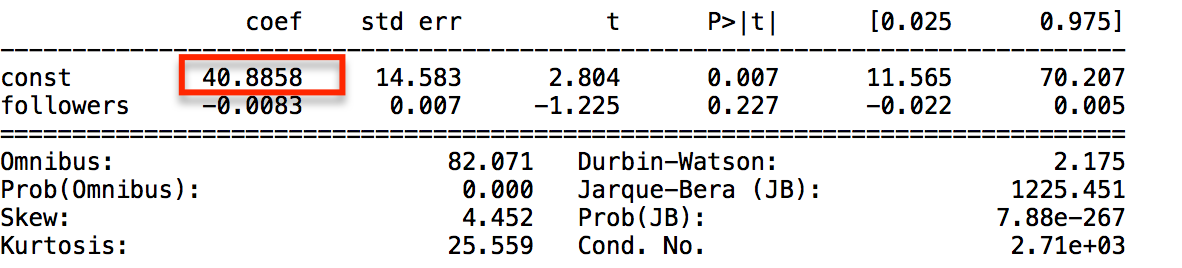 coef std err t P>|t| [0.025 0.975]
const 40.8858 14.583 2.804 0.007 11.565 70.207
followers -0.0083 0.007 -1.225 0.227 -0.022 0.005
Omnibus: 82.071 Durbin-Watson: 2.175
Prob(Omnibus): 0.000 Jarque-Bera (JB): 1225.451
Skew: 4.452 Prob(JB): 7.88e-267
Kurtosis: 25.559 Cond. No. 2.71e+03